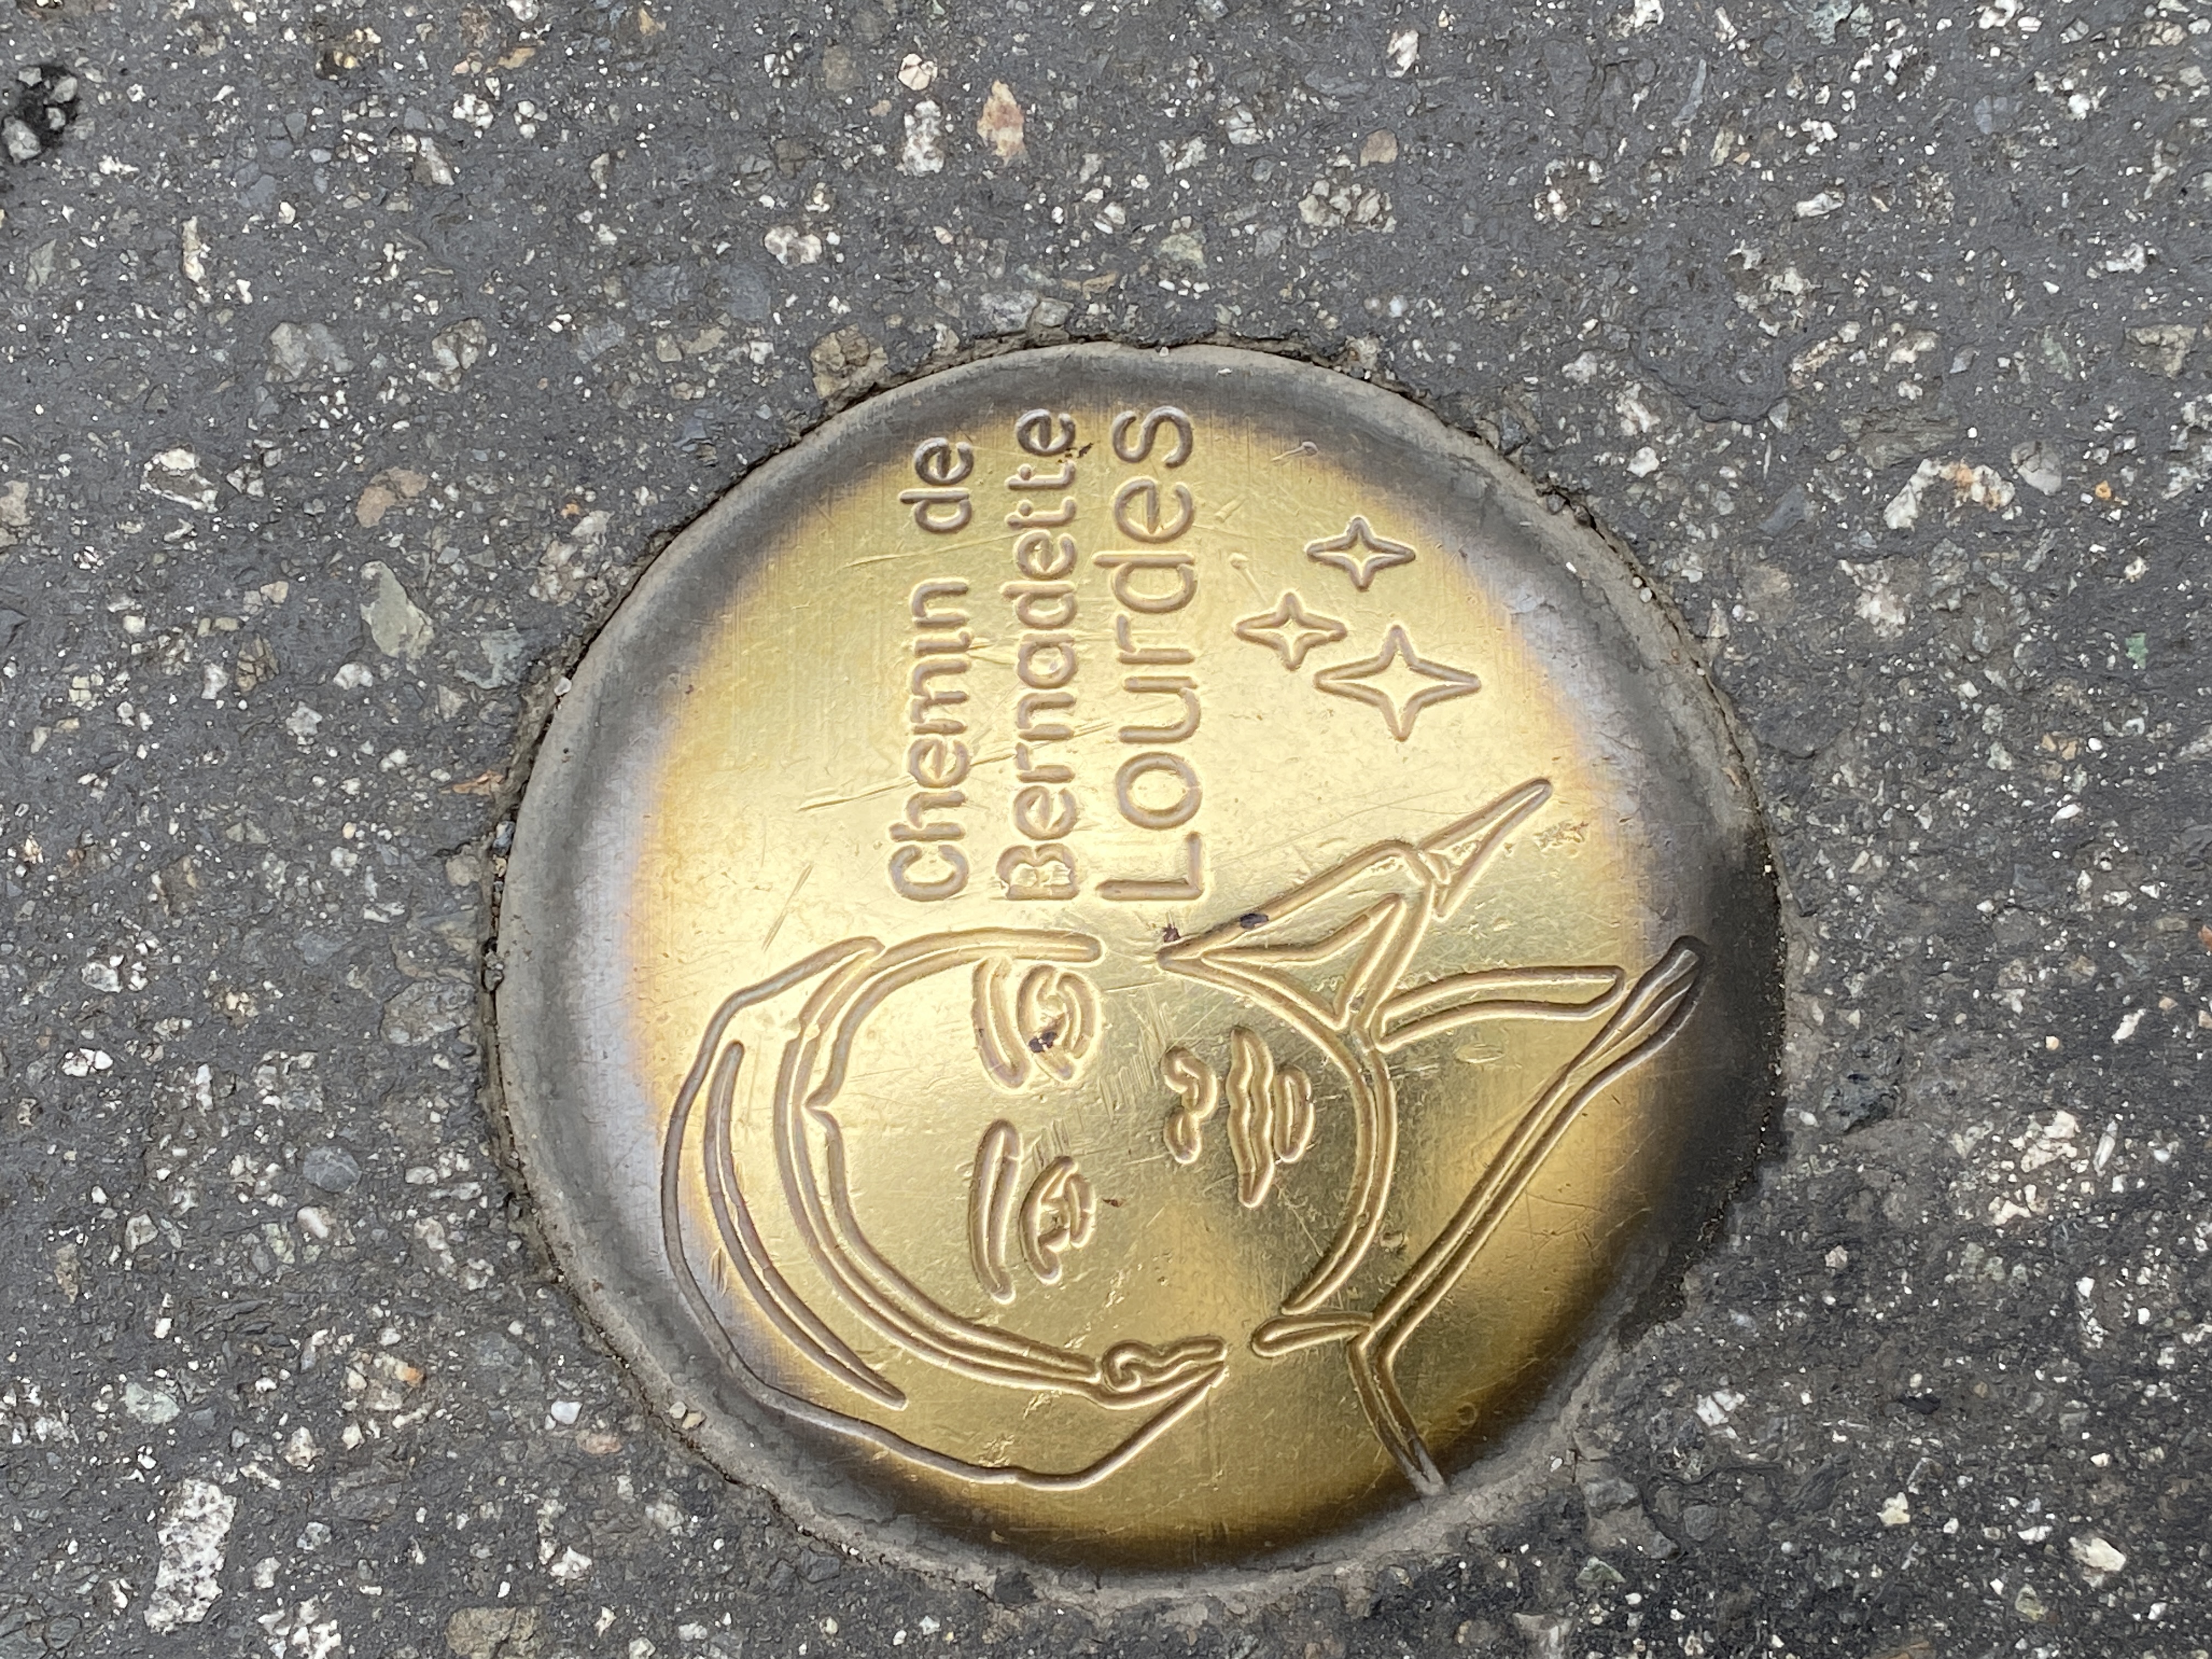 Chemin de
Bernadette
Lourdes